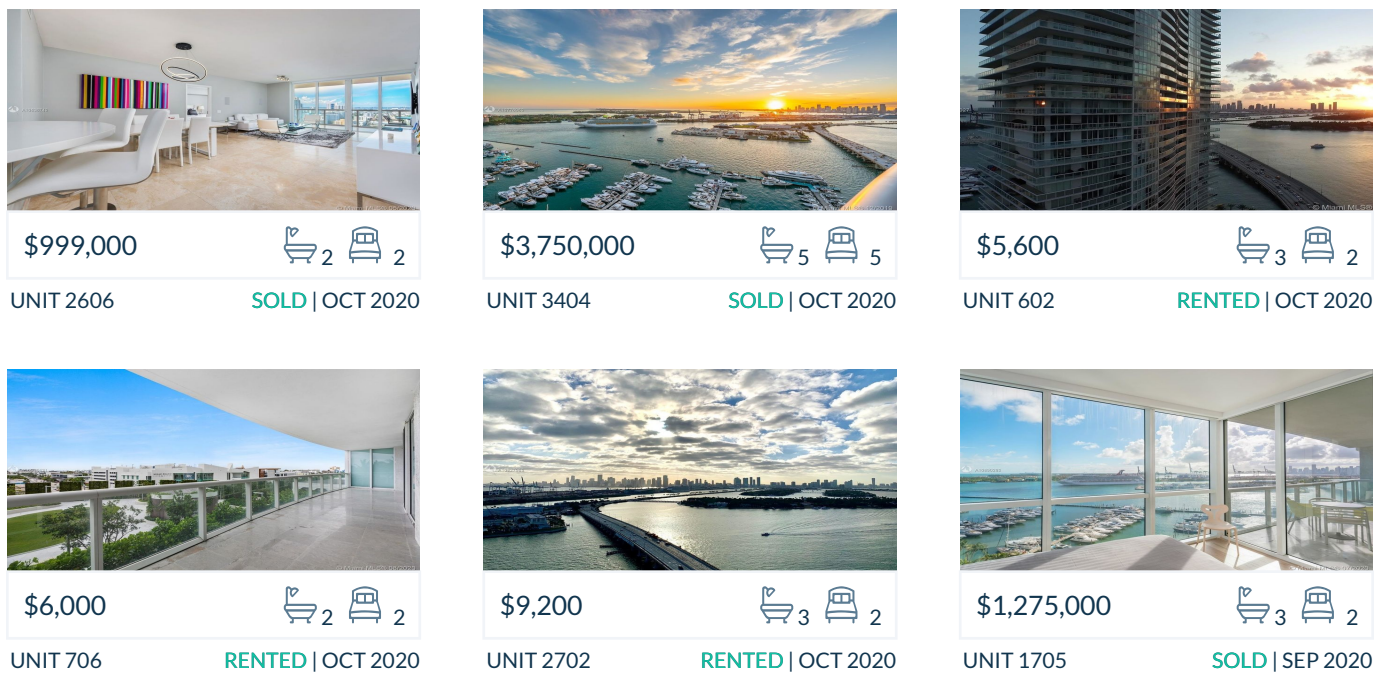 © Miami MLS®
$999,000 2 2
$3,750,000 5 5
$5,600 3 2
UNIT 2606 SOLD | OCT 2020
UNIT 3404 SOLD | OCT 2020
UNIT 602 RENTED | OCT 2020
$6,000 2 2
$9,200 3 2
$1,275,000 3 2
UNIT 706 RENTED | OCT 2020
UNIT 2702 RENTED | OCT 2020
UNIT 1705 SOLD | SEP 2020